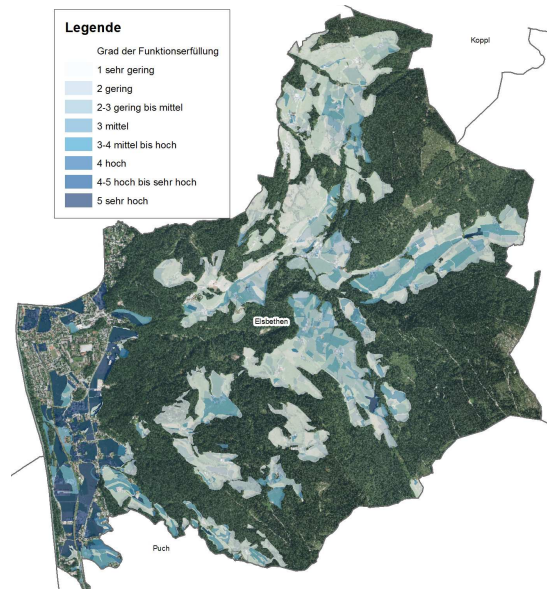 Legende
Grad der Funktionserfüllung
1 sehr gering
2 gering
2-3 gering bis mittel
3 mittel
3-4 mittel bis hoch
4 hoch
4-5 hoch bis sehr hoch
5 sehr hoch
Koppl
Elsbethen
Puch